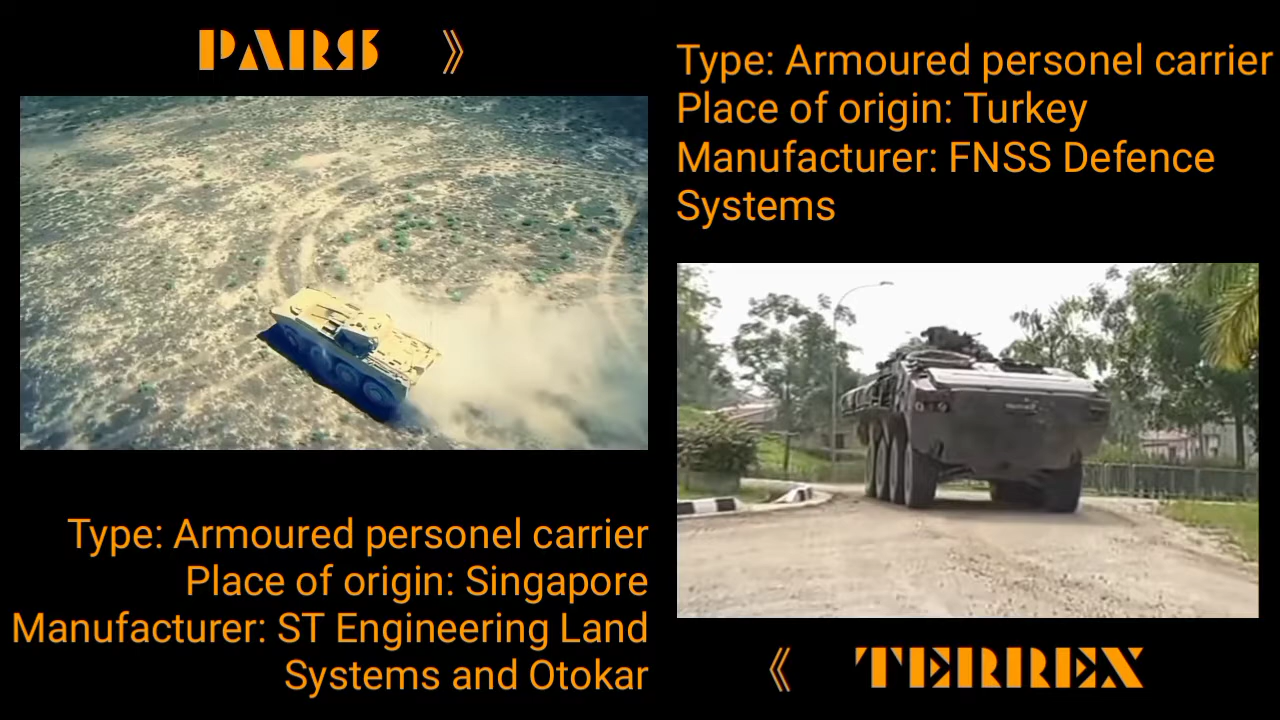 PARS 》
Type: Armoured personel carrier
Place of origin: Turkey
Manufacturer: FNSS Defence
Systems
Type: Armoured personel carrier
Place of origin: Singapore
Manufacturer: ST Engineering Land
Systems and Otokar
《 TERREX